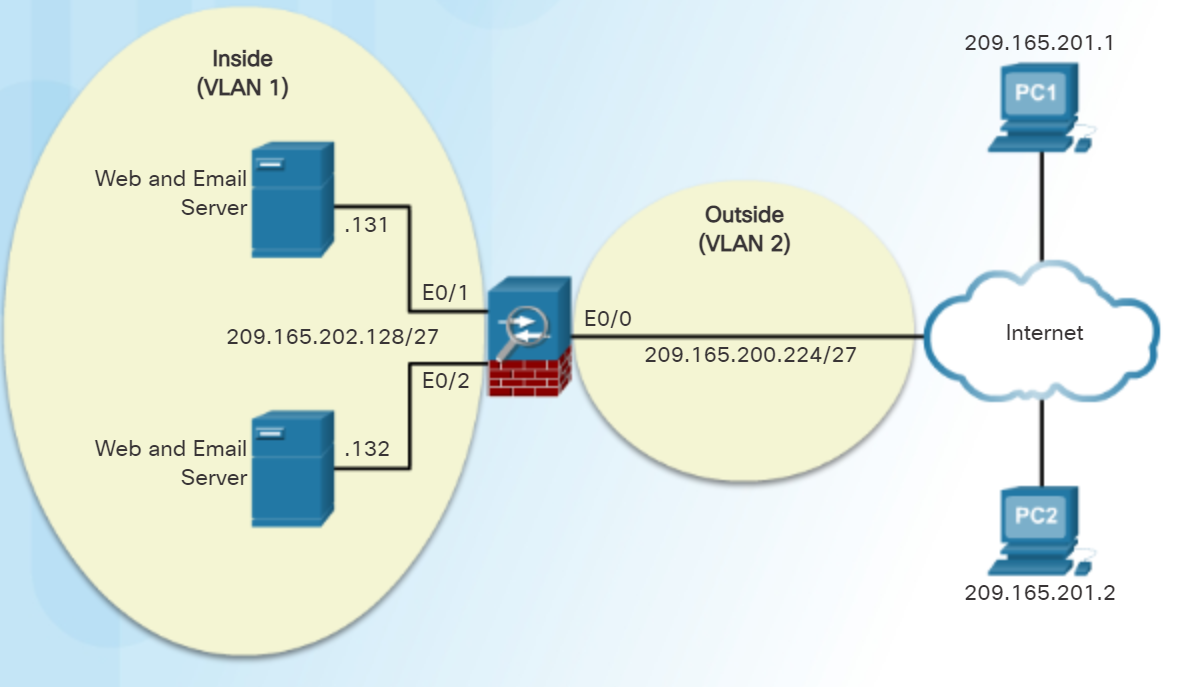 Inside
(VLAN 1)
Web and Email
Server
.131
E0/1
209.165.202.128/27
E0/2
Web and Email
Server
.132
Outside
(VLAN 2)
E0/0
209.165.200.224/27
209.165.201.1
PC1
Internet
PC2
209.165.201.2